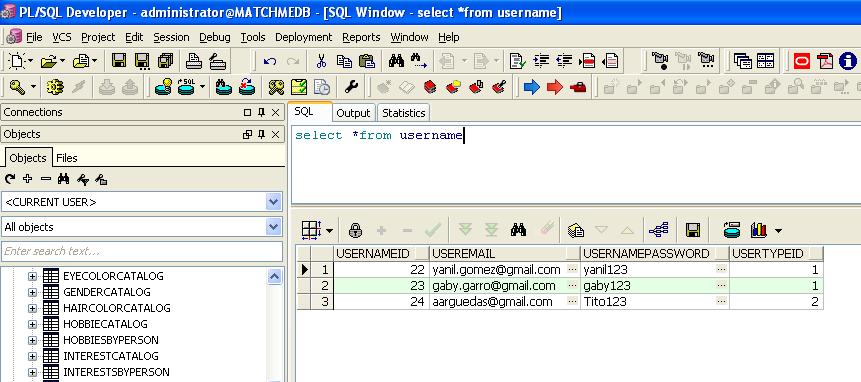 PL/SQL Developer - administrator@MATCHMEDB - [SQL Window - select *from username]
File VCS Project Edit Session Debug Tools Deployment Reports Window Help
Connections
Objects
Objects Files
<CURRENT USER>
All objects
Enter search text...
EYECOLORCATALOG
GENDERCATALOG
HAIRCOLORCATALOG
HOBBIECATALOG
HOBBIESBYPERSON
INTERESTCATALOG
INTERESTSBYPERSON
SQL Output Statistics
select *from username
USERNAMEID USEREMAIL USERNAMEPASSWORD USERTYPEID
1 22 yanil.gomez@gmail.com ... yanil123 ... 1
2 23 gaby.garro@gmail.com ... gaby123 ... 1
3 24 aarguedas@gmail.com ... Tito123 ... 2